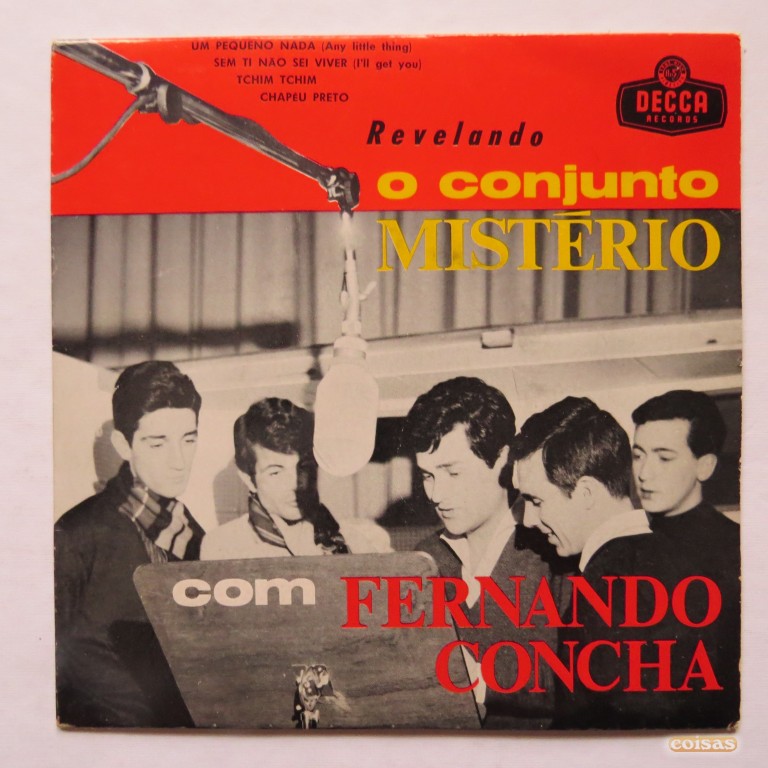 UM PEQUENO NADA (Any little thing)
SEM TI NÃO SEI VIVER (I'll get you)
TCHIM TCHIM
CHAPÉU PRETO
DECCA
RECORDS
Revelando
o conjunto
MISTÉRIO
com FERNANDO
CONCHA
coisas